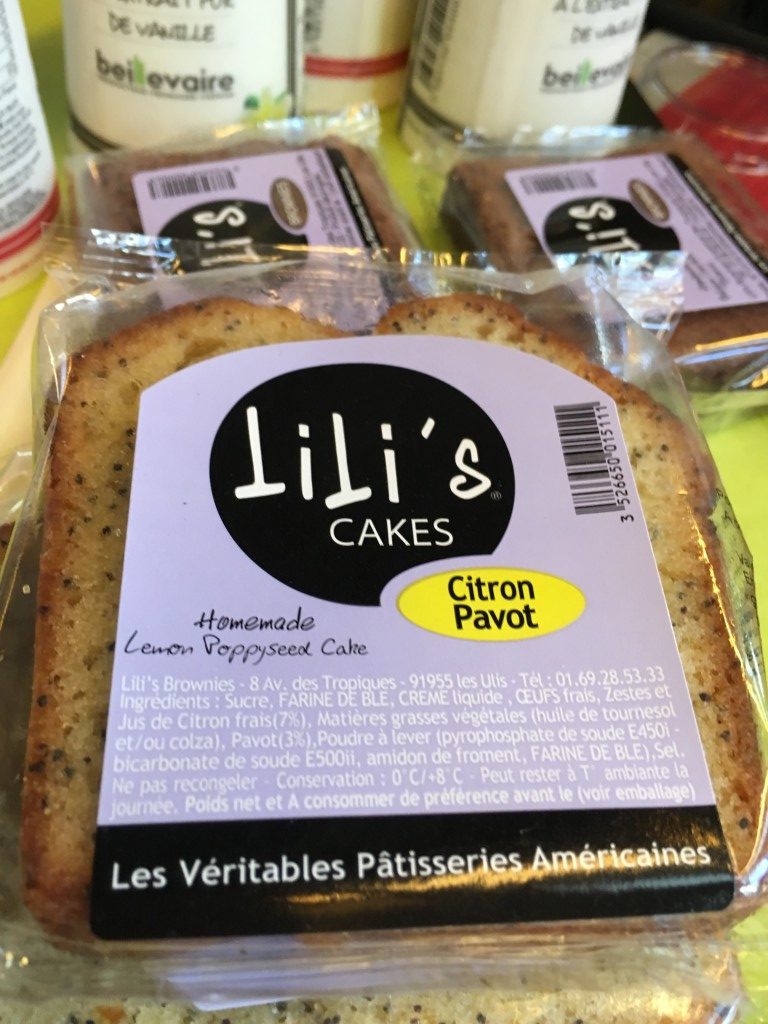 DE VANILLE
beillevaire
DE VANILLE
LiLi's
LiLi's
LiLi's®
CAKES
3 526650 015111
Citron
Pavot
Homemade
Lemon Poppyseed Cake
Lili's Brownies - 8 Av. des Tropiques - 91955 les Ulis - Tél : 01.69.28.53.33
Ingrédients : Sucre, FARINE DE BLE, CREME liquide , ŒUFS frais, Zestes et
Jus de Citron frais(7%), Matières grasses végétales (huile de tournesol
et/ou colza), Pavot(3%),Poudre à lever (pyrophosphate de soude E450i -
bicarbonate de soude E500ii, amidon de froment, FARINE DE BLE),Sel.
Ne pas recongeler - Conservation : 0°C/+8°C - Peut rester à T° ambiante la
journée. Poids net et A consommer de préférence avant le (voir emballage)
Les Véritables Pâtisseries Américaines